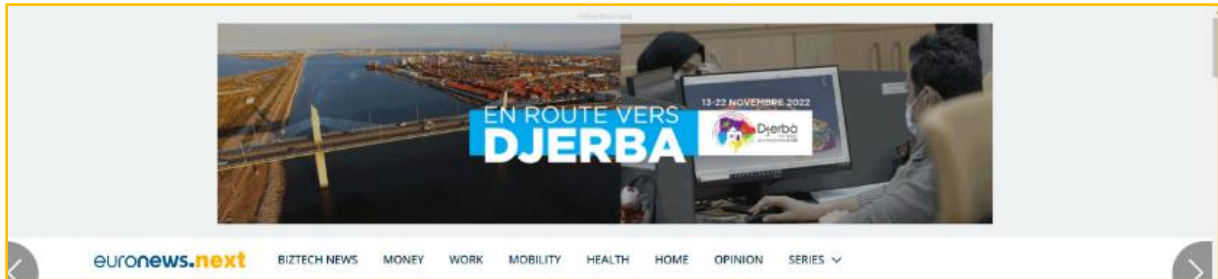 Advertisement
EN ROUTE VERS
DJERBA
13-22 NOVEMBRE 2022
Djerba
euronews.next
BIZTECH NEWS
MONEY
WORK
MOBILITY
HEALTH
HOME
OPINION
SERIES